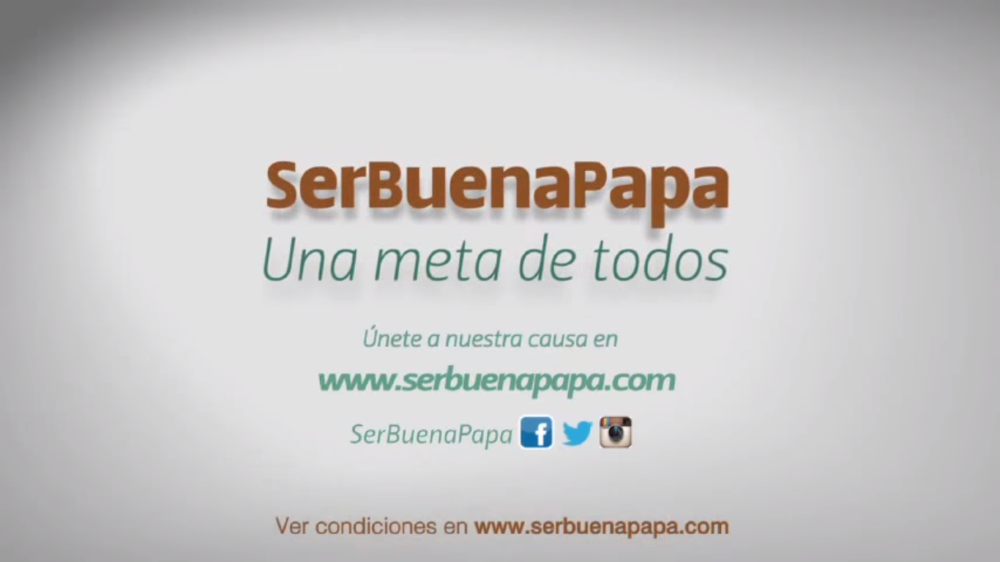 SerBuenaPapa
Una meta de todos
Únete a nuestra causa en
www.serbuenapapa.com
SerBuenaPapa
Ver condiciones en www.serbuenapapa.com